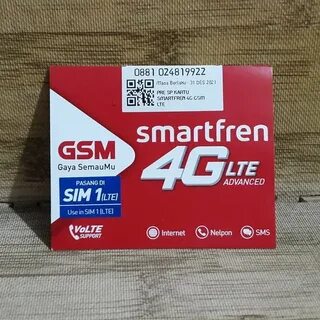 0881 024819922
Masa Berlaku : 31 DES 2021
PRE SP KARTU
SMARTFREN 4G GSM
LTE
GSM
Gaya SemauMu
smartfren
4G LTE
ADVANCED
PASANG DI
SIM 1 (LTE)
Use in SIM 1 (LTE)
VoLTE
SUPPORT
Internet
Nelpon
SMS